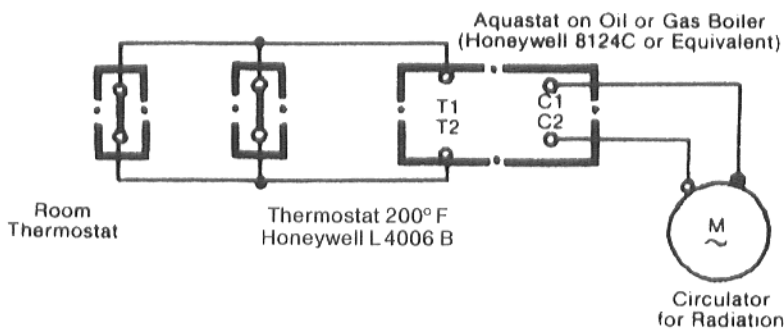 Aquastat on Oil or Gas Boiler
(Honeywell 8124C or Equivalent)
T1
T2
C1
C2
Room
Thermostat
Thermostat 200° F
Honeywell L 4006 B
M
~
Circulator
for Radiation